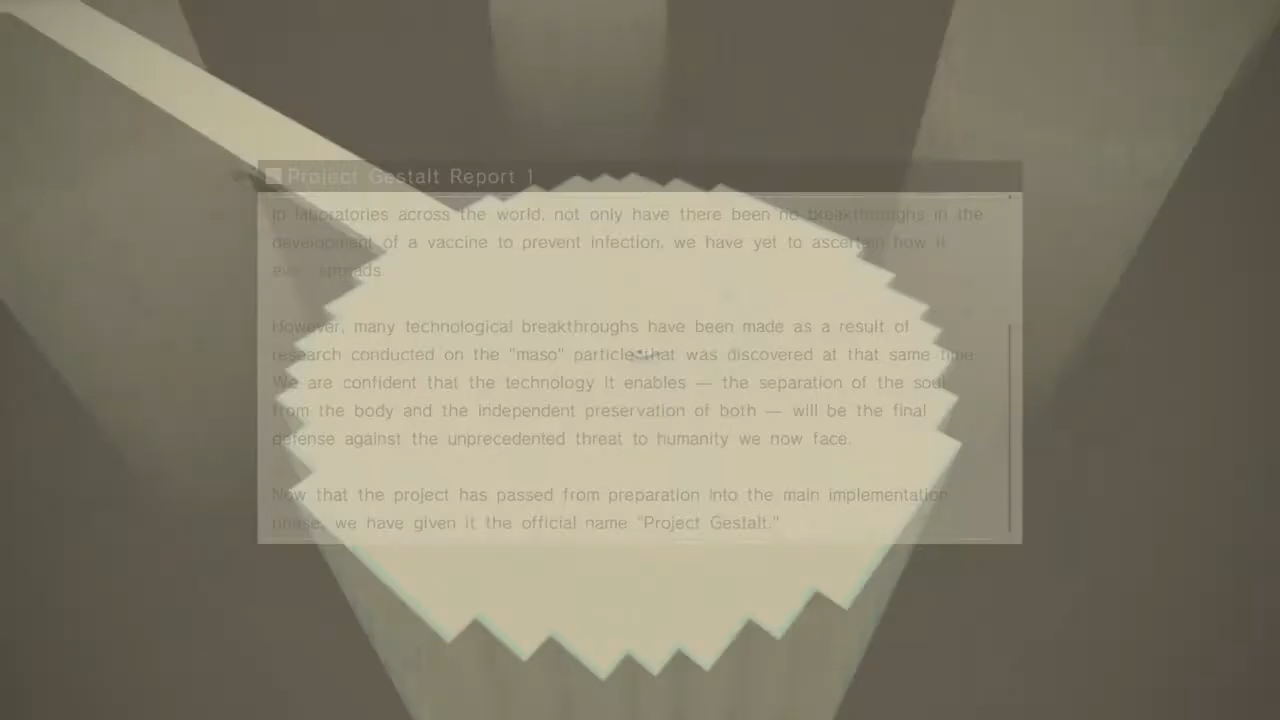 Project Gestalt Report 1
In laboratories across the world, not only have there been no breakthroughs in the
development of a vaccine to prevent infection, we have yet to ascertain how it
even spreads.
However, many technological breakthroughs have been made as a result of
research conducted on the "maso" particle that was discovered at that same time.
We are confident that the technology it enables — the separation of the soul
from the body and the independent preservation of both — will be the final
defense against the unprecedented threat to humanity we now face.
Now that the project has passed from preparation into the main implementation
phase, we have given it the official name "Project Gestalt."